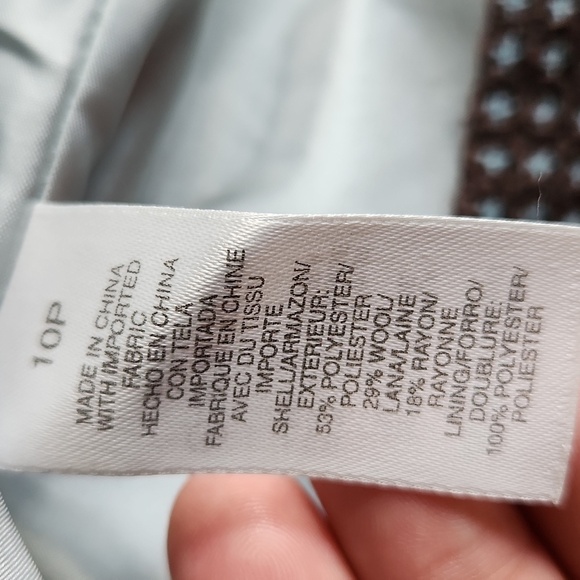 10P
MADE IN CHINA
WITH IMPORTED
FABRIC
HECHO EN CHINA
CON TELA
IMPORTADA
FABRIQUE EN CHINE
AVEC DU TISSU
IMPORTE
SHELL/ARMAZON/
EXTERIEUR:
53% POLYESTER/
POLIESTER
29% WOOL/
LANA/LAINE
18% RAYON/
RAYONNE
LINING/FORRO/
DOUBLURE:
100% POLYESTER/
POLIESTER